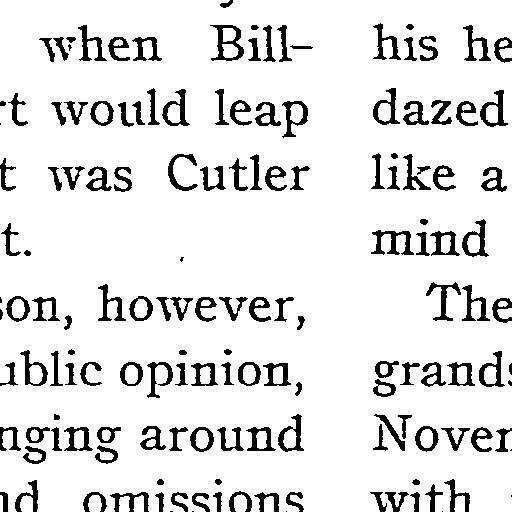 when Bill–
rt would leap
t was Cutler
t.
son, however,
ublic opinion,
nging around
nd omissions
his he
dazed
like a
mind
The
grands
Novem
with